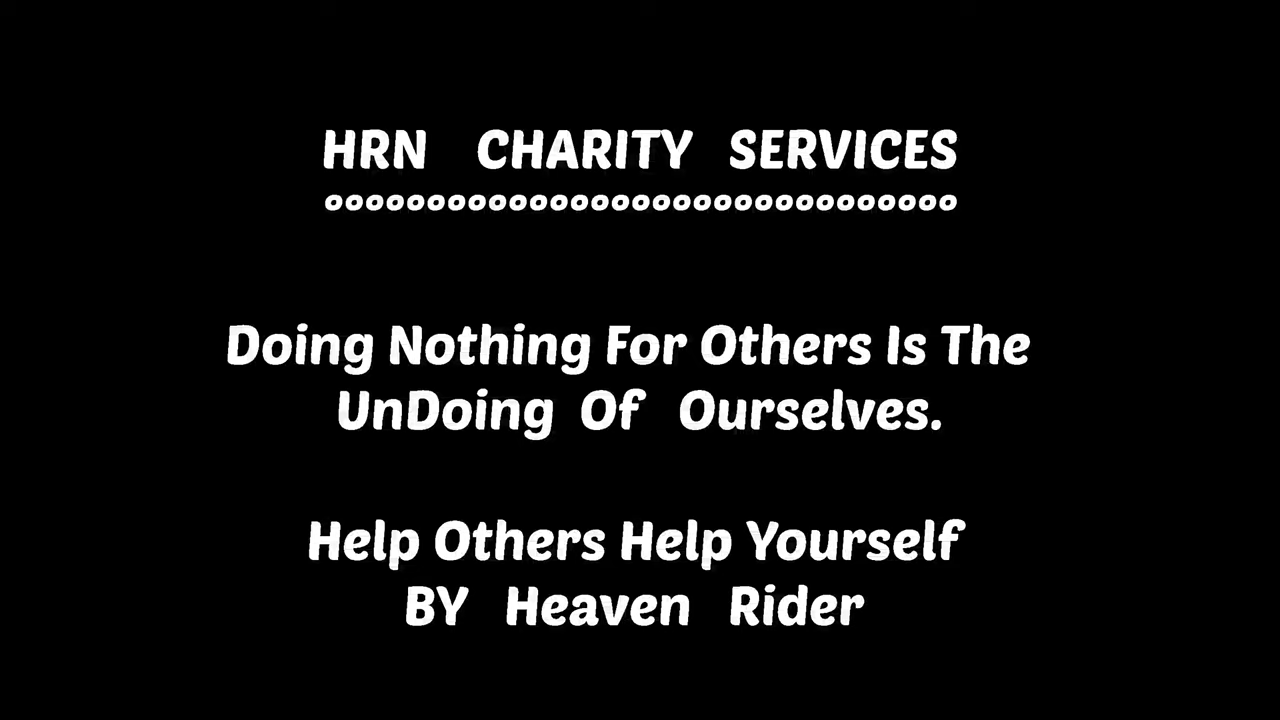 HRN CHARITY SERVICES
ooooooooooooooooooooooooooooooo
Doing Nothing For Others Is The
UnDoing Of Ourselves.
Help Others Help Yourself
BY Heaven Rider